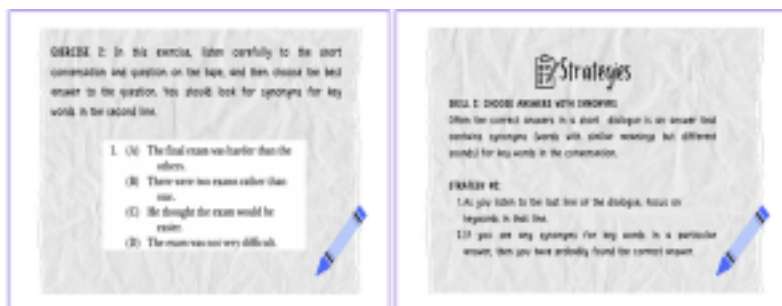 EXERCISE 2: In this exercise, listen carefully to the short
conversation and question on the tape, and then choose the best
answer to the question. You should look for synonyms for key
words in the second line.
1. (A) The final exam was harder than the
others.
(B) There were two exams rather than
one.
(C) He thought the exam would be
easier.
(D) The exam was not very difficult.
Strategies
SKILL 2: CHOOSE ANSWERS WITH SYNONYMS
Often the correct answer in a short dialogue is an answer that
contains synonyms (words with similar meanings but different
sounds) for key words in the conversation.
STRATEGY #2:
1.As you listen to the last line of the dialogue, focus on
keywords in that line.
2.If you see any synonyms for key words in a particular
answer, then you have probably found the correct answer.